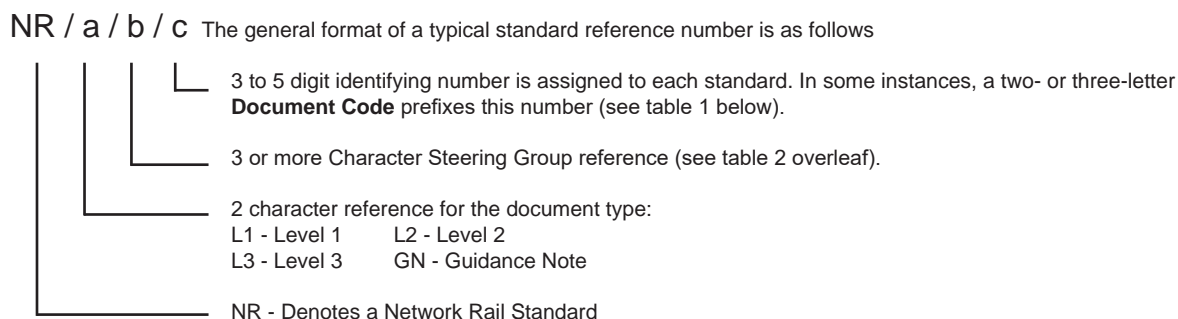 NR / a / b / c The general format of a typical standard reference number is as follows
3 to 5 digit identifying number is assigned to each standard. In some instances, a two- or three-letter
Document Code prefixes this number (see table 1 below).
3 or more Character Steering Group reference (see table 2 overleaf).
2 character reference for the document type:
L1 - Level 1 L2 - Level 2
L3 - Level 3 GN - Guidance Note
NR - Denotes a Network Rail Standard